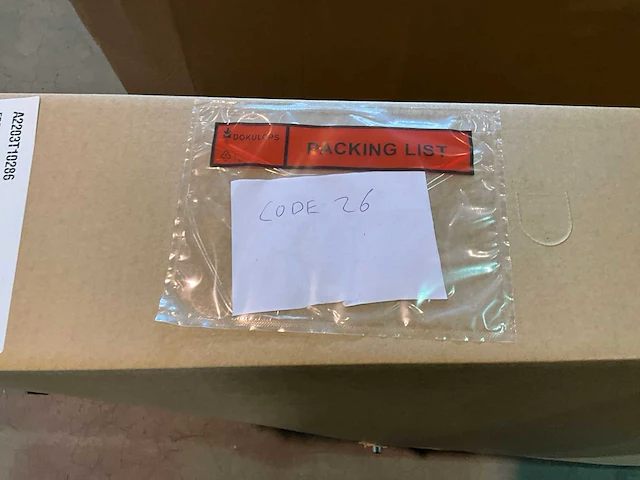 A2203T10286
DOKULOPS
PACKING LIST
CODE 26